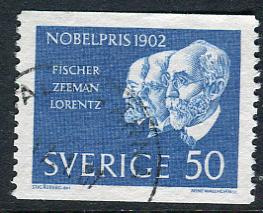 NOBELPRIS 1902
FISCHER
ZEEMAN
LORENTZ
SVERIGE 50